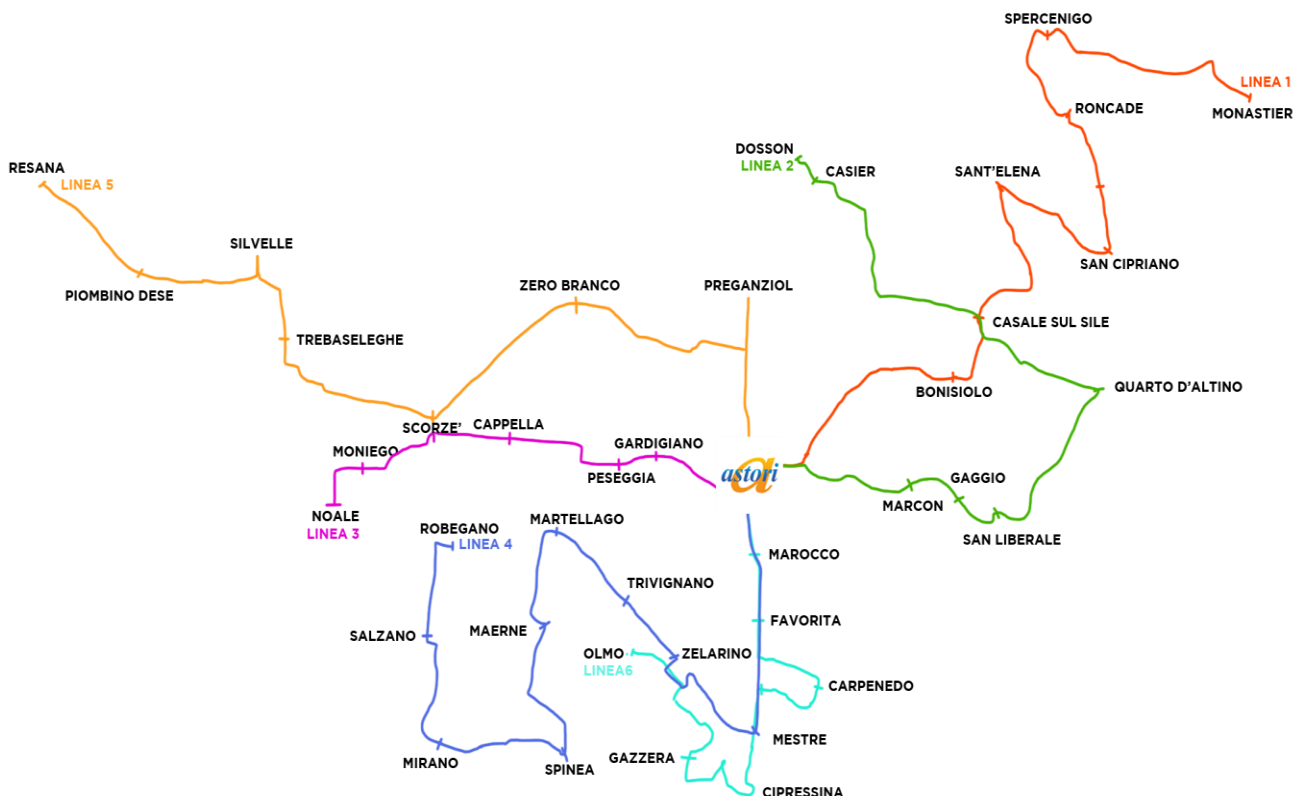 SPERCENIGO
LINEA 1
MONASTIER
RONCADE
DOSSON
LINEA 2
CASIER
SANT'ELENA
RESANA
LINEA 5
SILVELLE
SAN CIPRIANO
PIOMBINO DESE
ZERO BRANCO
PREGANZIOL
CASALE SUL SILE
TREBASELEGHE
BONISIOLO
QUARTO D'ALTINO
SCORZE'
CAPPELLA
MONIEGO
GARDIGIANO
PESEGGIA
astori
GAGGIO
MARCON
SAN LIBERALE
NOALE
LINEA 3
ROBEGANO
LINEA 4
MARTELLAGO
MAROCCO
TRIVIGNANO
FAVORITA
SALZANO
MAERNE
OLMO
LINEA6
ZELARINO
CARPENEDO
MESTRE
MIRANO
SPINEA
GAZZERA
CIPRESSINA